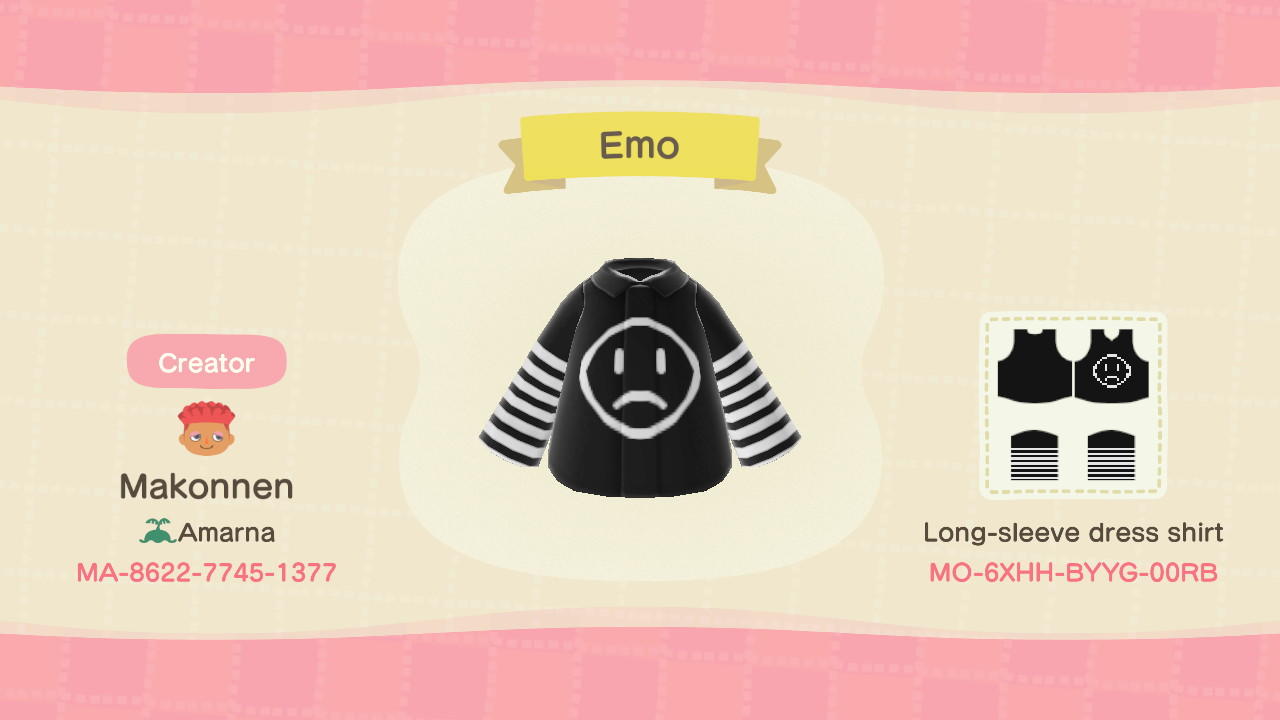 Emo
Creator
Makonnen
Amarna
MA-8622-7745-1377
Long-sleeve dress shirt
MO-6XHH-BYYG-00RB